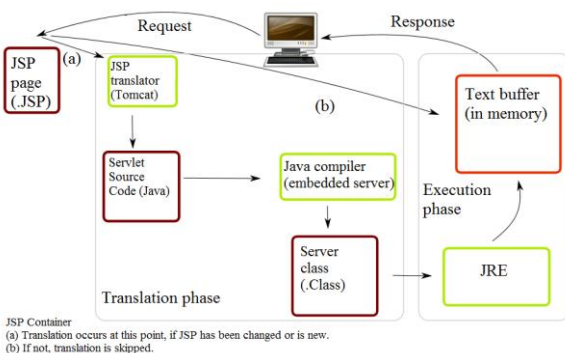 Request
Response
JSP
page
(.JSP)
(a)
JSP
translator
(Tomcat)
(b)
Text buffer
(in memory)
Servlet
Source
Code (Java)
Java compiler
(embedded server)
Execution
phase
Server
class
(.Class)
JRE
Translation phase
JSP Container
(a) Translation occurs at this point, if JSP has been changed or is new.
(b) If not, translation is skipped.